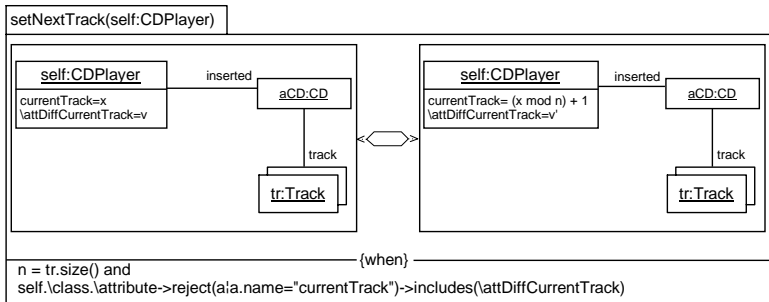 setNextTrack(self:CDPlayer)
self:CDPlayer
currentTrack=x
\attDiffCurrentTrack=v
inserted
aCD:CD
track
tr:Track
self:CDPlayer
currentTrack= (x mod n) + 1
\attDiffCurrentTrack=v'
inserted
aCD:CD
track
tr:Track
{when}
n = tr.size() and
self.\class.\attribute->reject(a¦a.name="currentTrack")->includes(\attDiffCurrentTrack)